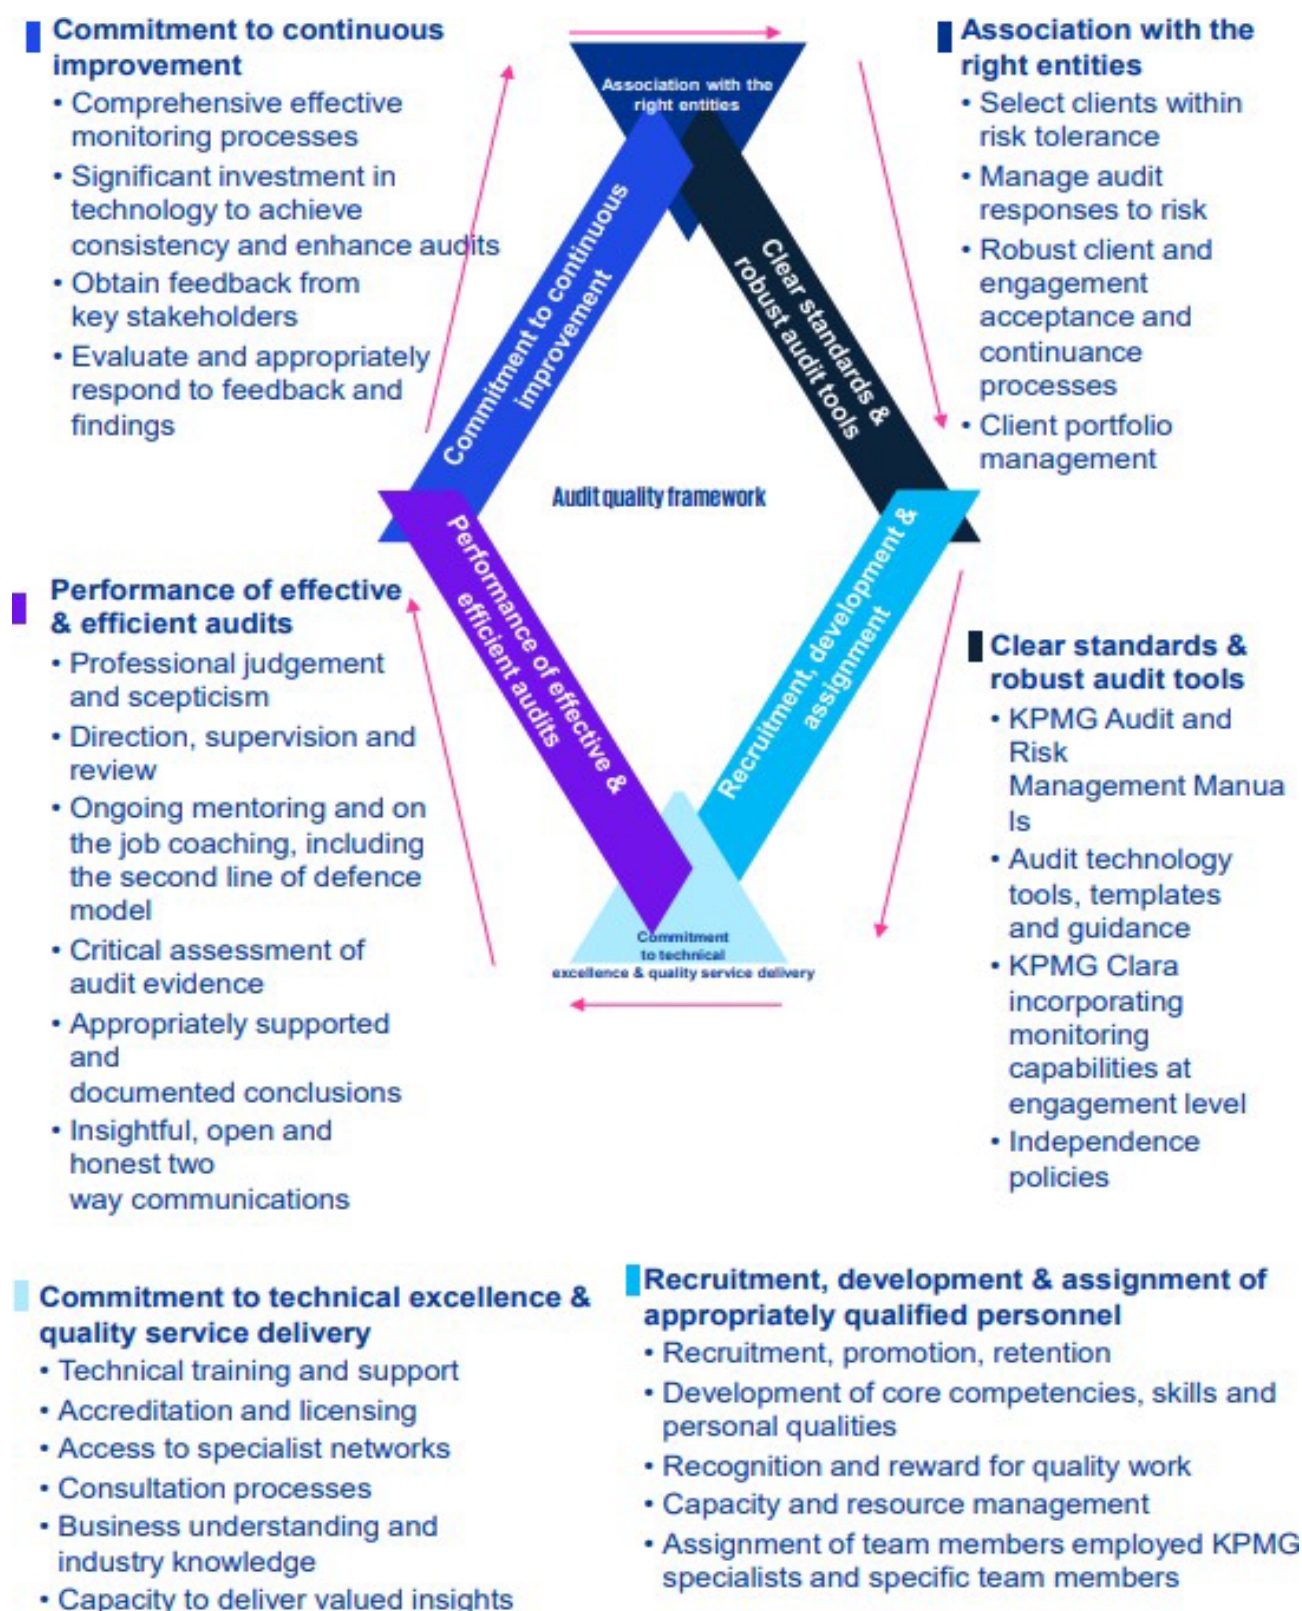 Commitment to continuous
improvement
• Comprehensive effective
monitoring processes
• Significant investment in
technology to achieve
consistency and enhance audits
• Obtain feedback from
key stakeholders
• Evaluate and appropriately
respond to feedback and
findings
Association with the
right entities
Commitment to continuous
improvement
Clear standards &
robust audit tools
Audit quality framework
Performance of effective &
efficient audits
Recruitment, development &
assignment
Commitment
to technical
excellence & quality service delivery
Association with the
right entities
• Select clients within
risk tolerance
• Manage audit
responses to risk
• Robust client and
engagement
acceptance and
continuance
processes
• Client portfolio
management
Performance of effective
& efficient audits
• Professional judgement
and scepticism
• Direction, supervision and
review
• Ongoing mentoring and on
the job coaching, including
the second line of defence
model
• Critical assessment of
audit evidence
• Appropriately supported
and
documented conclusions
• Insightful, open and
honest two
way communications
Clear standards &
robust audit tools
• KPMG Audit and
Risk
Management Manua
ls
• Audit technology
tools, templates
and guidance
• KPMG Clara
incorporating
monitoring
capabilities at
engagement level
• Independence
policies
Commitment to technical excellence &
quality service delivery
• Technical training and support
• Accreditation and licensing
• Access to specialist networks
• Consultation processes
• Business understanding and
industry knowledge
• Capacity to deliver valued insights
Recruitment, development & assignment of
appropriately qualified personnel
• Recruitment, promotion, retention
• Development of core competencies, skills and
personal qualities
• Recognition and reward for quality work
• Capacity and resource management
• Assignment of team members employed KPMG
specialists and specific team members